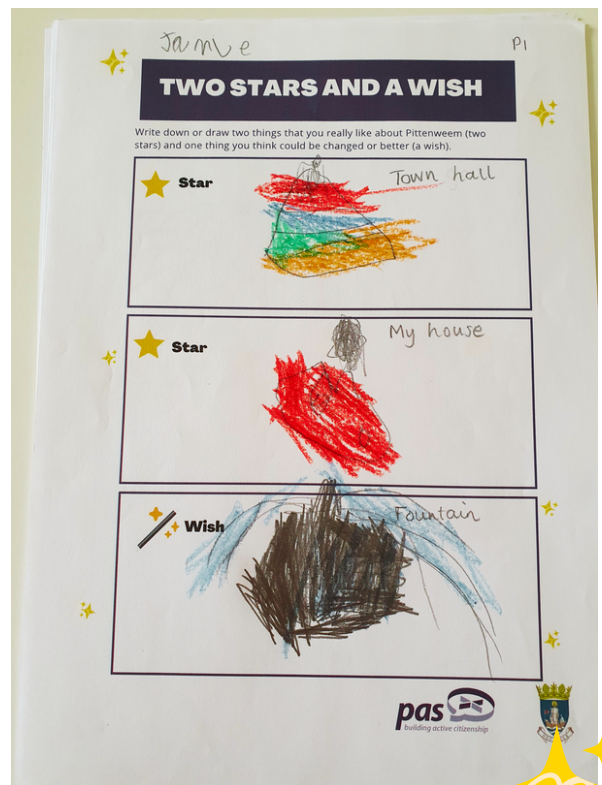 Jamie
P1
TWO STARS AND A WISH
Write down or draw two things that you really like about Pittenweem (two
stars) and one thing you think could be changed or better (a wish).
Star
Town hall
Star
My house
Wish
Fountain
pas
building active citizenship